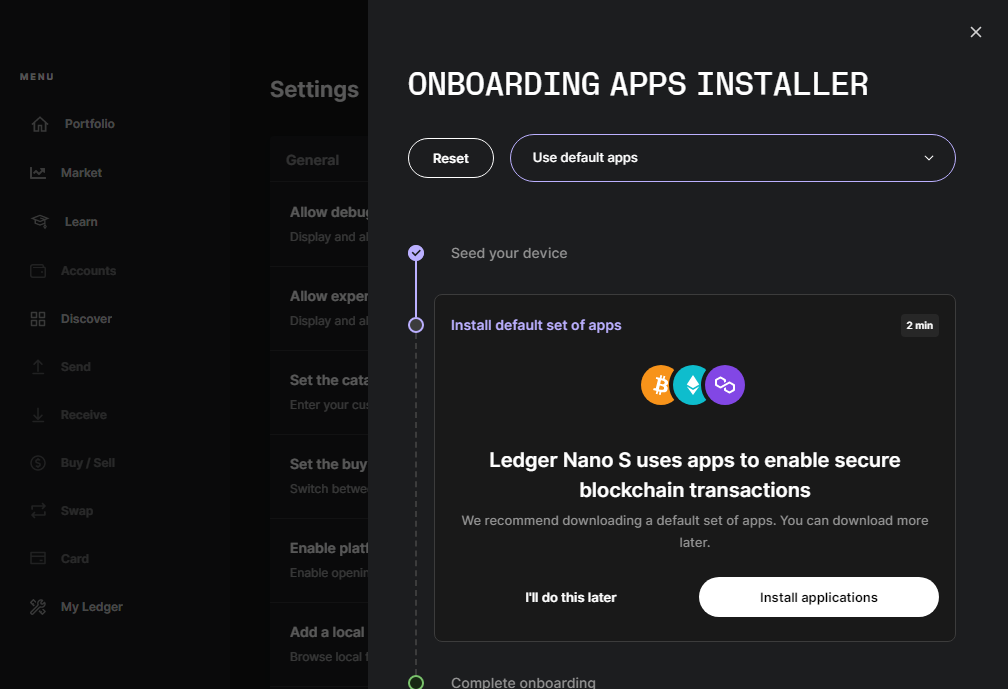 MENU
Portfolio
Market
Learn
Accounts
Discover
Send
Receive
Buy / Sell
Swap
Card
My Ledger
Settings
General
Allow debug
Display and al
Allow exper
Display and al
Set the cata
Enter your cus
Set the buy
Switch betwee
Enable platf
Enable openin
Add a local
Browse local f
ONBOARDING APPS INSTALLER
Reset
Use default apps
Seed your device
Install default set of apps
2 min
Ledger Nano S uses apps to enable secure
blockchain transactions
We recommend downloading a default set of apps. You can download more
later.
I'll do this later
Install applications
Complete onboarding